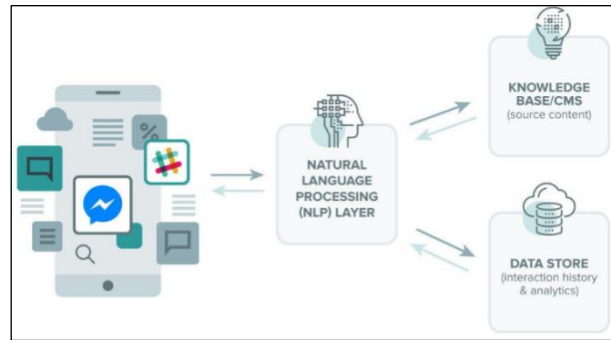 NATURAL
LANGUAGE
PROCESSING
(NLP) LAYER
KNOWLEDGE
BASE/CMS
(source content)
DATA STORE
(interaction history
& analytics)
%